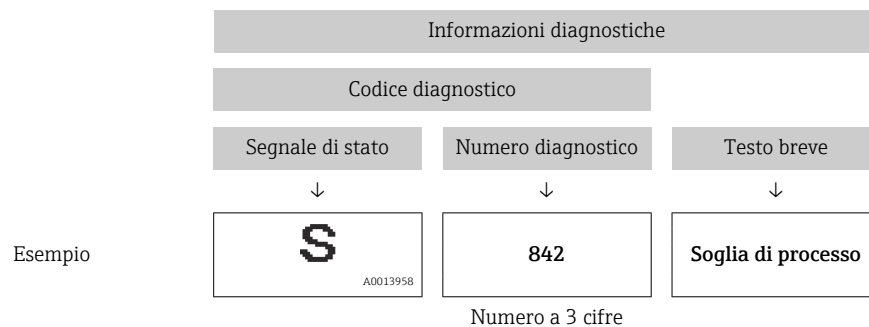 Informazioni diagnostiche
Codice diagnostico
Segnale di stato Numero diagnostico Testo breve
↓ ↓ ↓
Esempio S 842 Soglia di processo
A0013958
Numero a 3 cifre